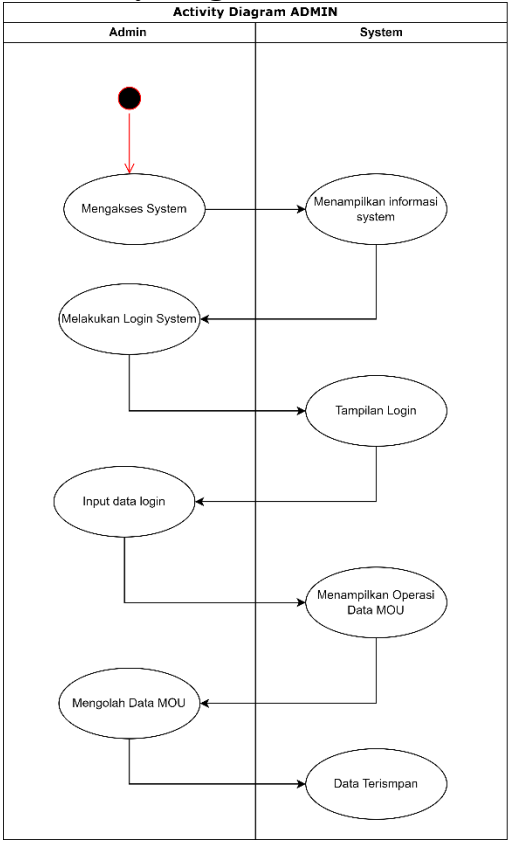 Activity Diagram ADMIN
Admin
System
Mengakses System
Menampilkan informasi
system
Melakukan Login System
Tampilan Login
Input data login
Menampilkan Operasi
Data MOU
Mengolah Data MOU
Data Terismpan